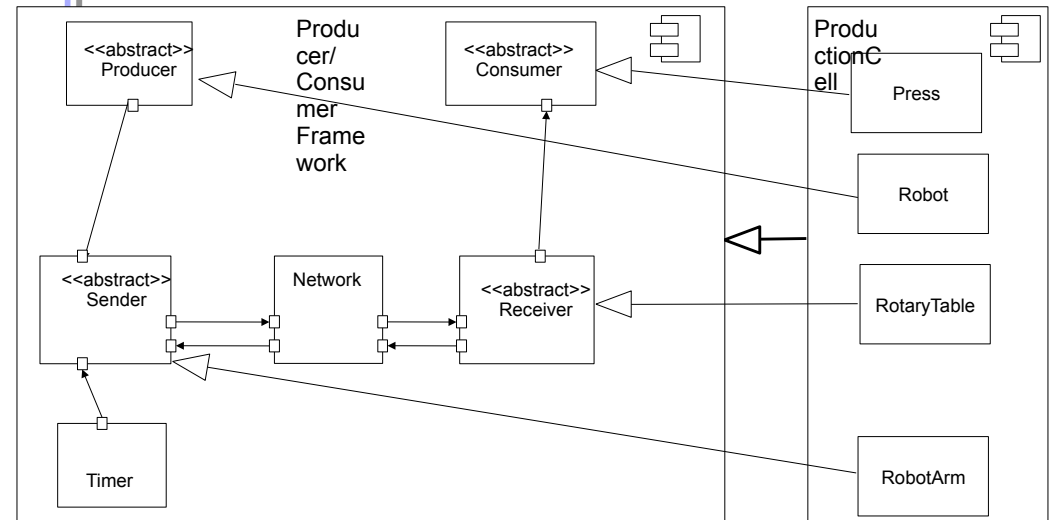 <<abstract>>
Producer
Produ
cer/
Consu
mer
Frame
work
<<abstract>>
Consumer
Produ
ctionC
ell
Press
Robot
<<abstract>>
Sender
Network
<<abstract>>
Receiver
RotaryTable
Timer
RobotArm